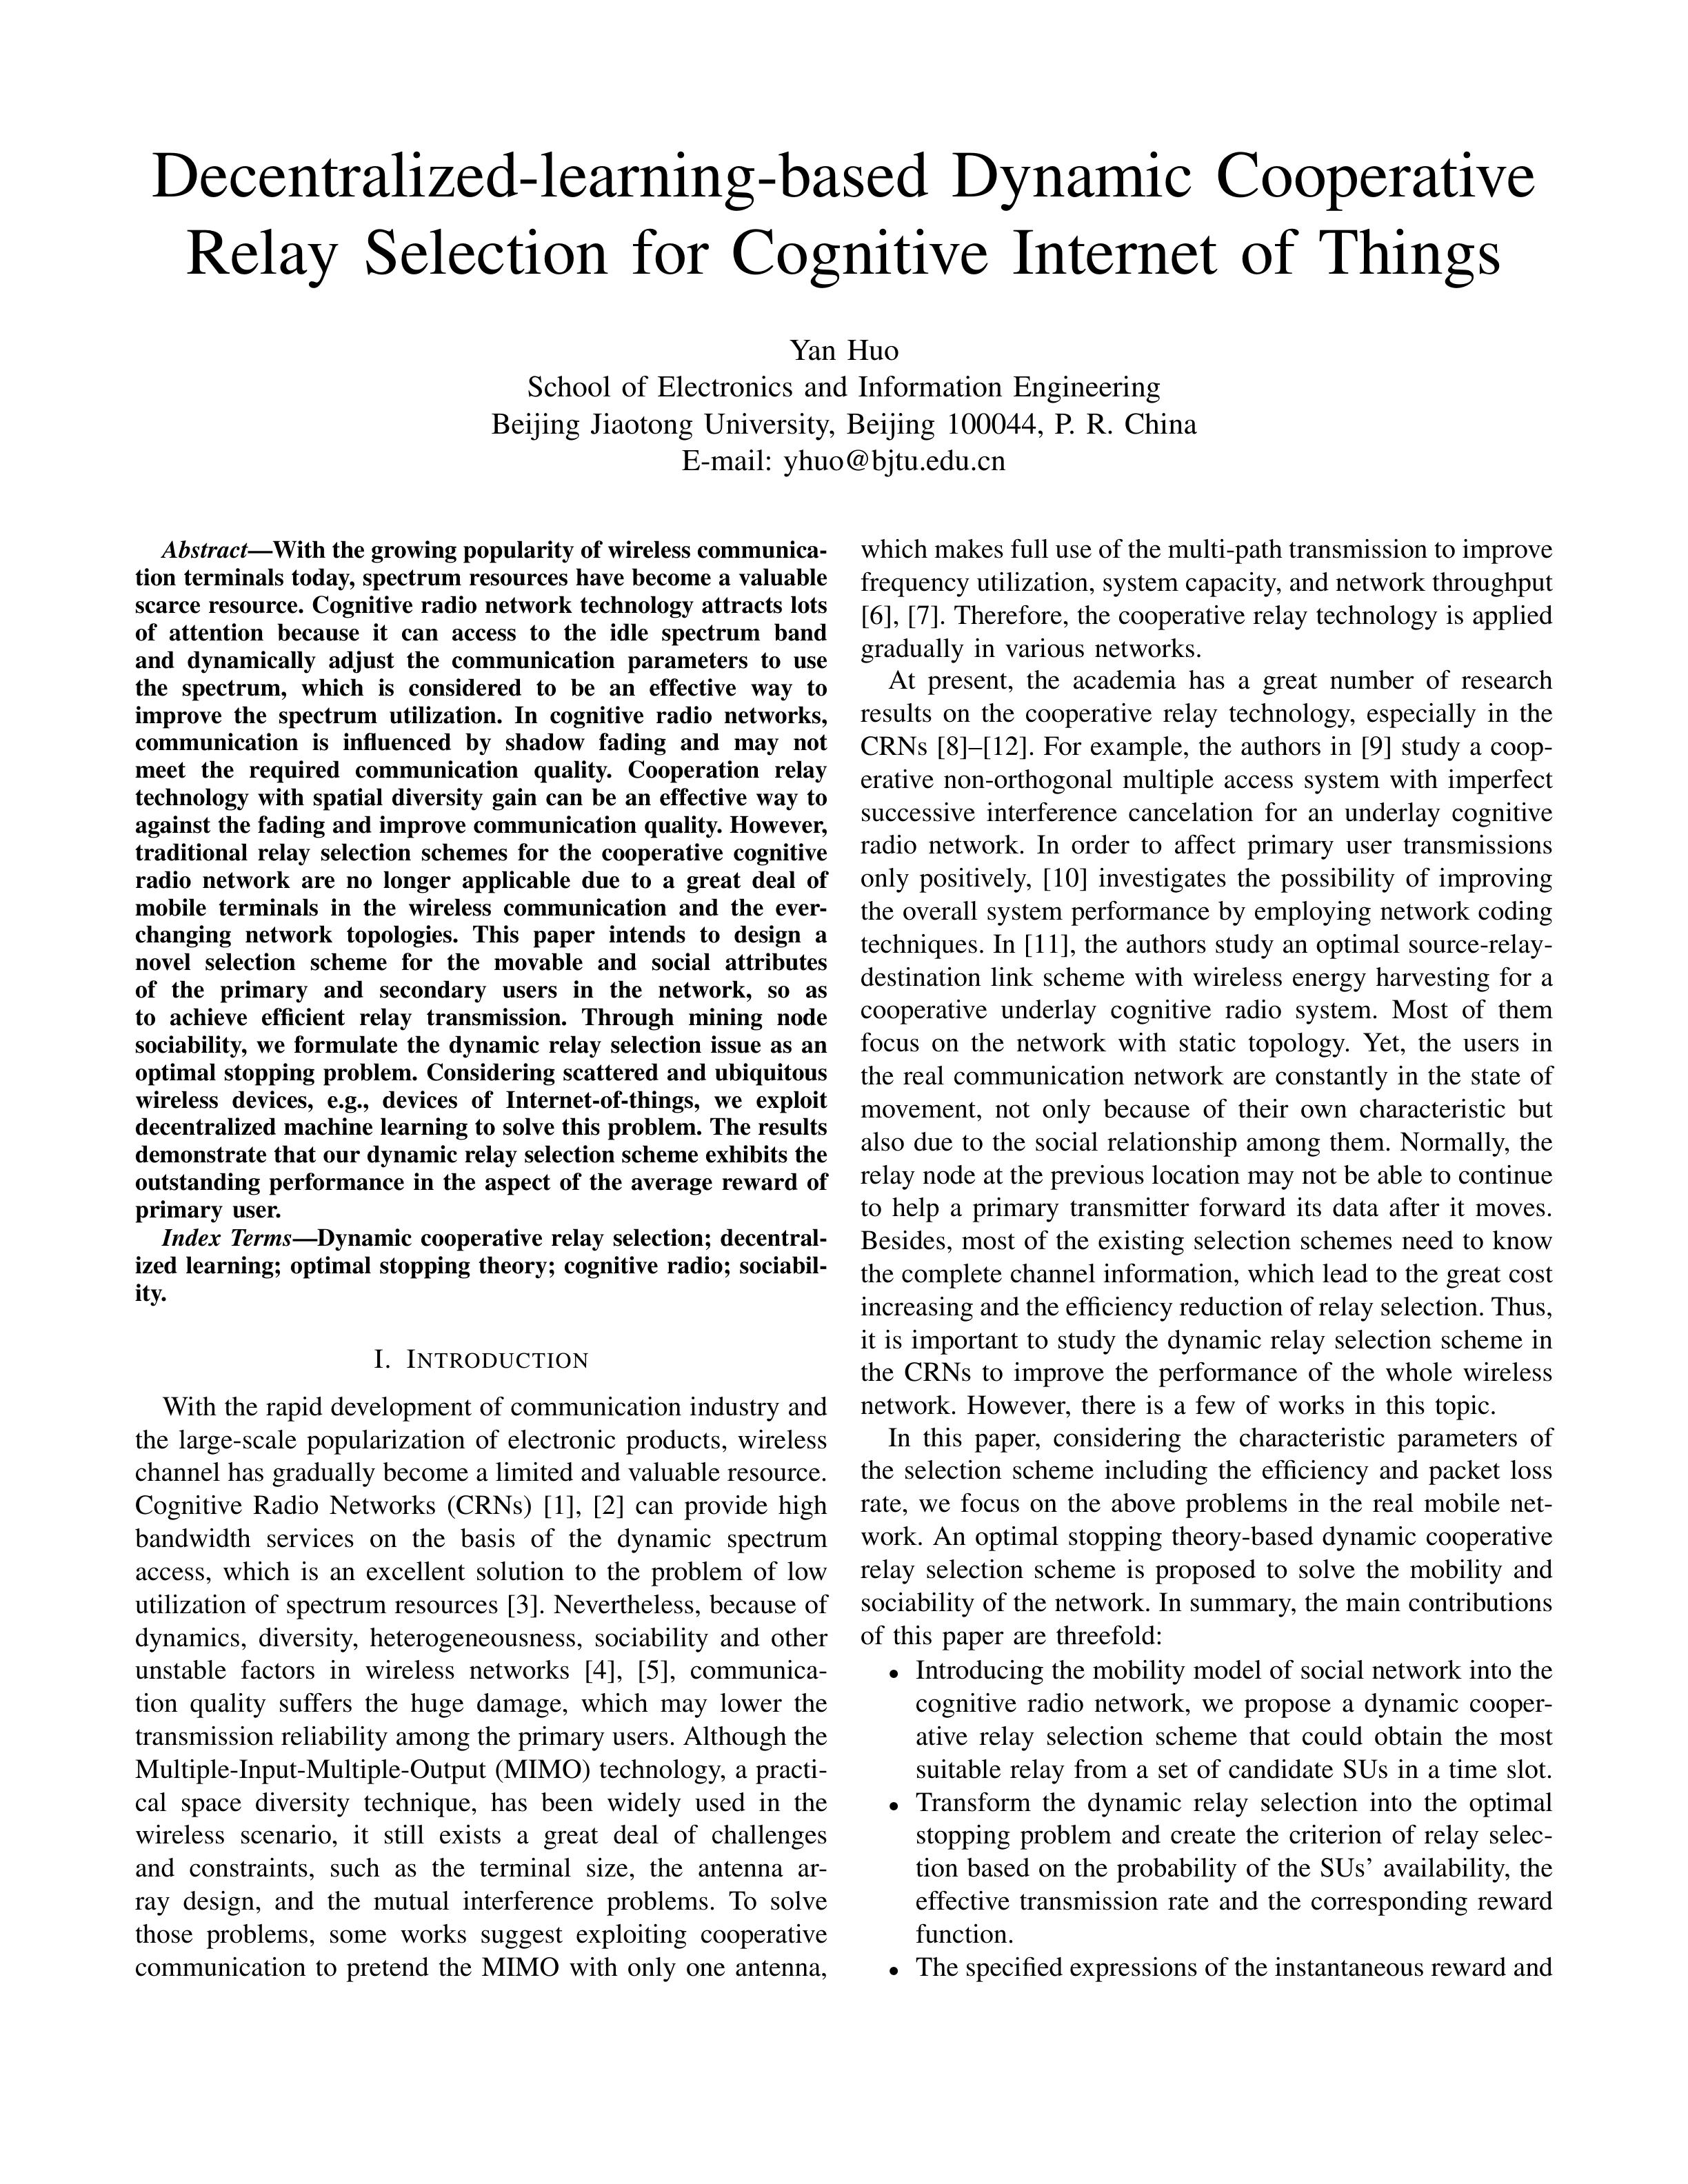 Decentralized-learning-based Dynamic Cooperative
Relay Selection for Cognitive Internet of Things
Yan Huo
School of Electronics and Information Engineering
Beijing Jiaotong University, Beijing 100044, P. R. China
E-mail: yhuo@bjtu.edu.cn
Abstract—With the growing popularity of wireless communica-
tion terminals today, spectrum resources have become a valuable
scarce resource. Cognitive radio network technology attracts lots
of attention because it can access to the idle spectrum band
and dynamically adjust the communication parameters to use
the spectrum, which is considered to be an effective way to
improve the spectrum utilization. In cognitive radio networks,
communication is influenced by shadow fading and may not
meet the required communication quality. Cooperation relay
technology with spatial diversity gain can be an effective way to
against the fading and improve communication quality. However,
traditional relay selection schemes for the cooperative cognitive
radio network are no longer applicable due to a great deal of
mobile terminals in the wireless communication and the ever-
changing network topologies. This paper intends to design a
novel selection scheme for the movable and social attributes
of the primary and secondary users in the network, so as
to achieve efficient relay transmission. Through mining node
sociability, we formulate the dynamic relay selection issue as an
optimal stopping problem. Considering scattered and ubiquitous
wireless devices, e.g., devices of Internet-of-things, we exploit
decentralized machine learning to solve this problem. The results
demonstrate that our dynamic relay selection scheme exhibits the
outstanding performance in the aspect of the average reward of
primary user.
Index Terms—Dynamic cooperative relay selection; decentral-
ized learning; optimal stopping theory; cognitive radio; sociabil-
ity.
I. INTRODUCTION
With the rapid development of communication industry and
the large-scale popularization of electronic products, wireless
channel has gradually become a limited and valuable resource.
Cognitive Radio Networks (CRNs) [1], [2] can provide high
bandwidth services on the basis of the dynamic spectrum
access, which is an excellent solution to the problem of low
utilization of spectrum resources [3]. Nevertheless, because of
dynamics, diversity, heterogeneousness, sociability and other
unstable factors in wireless networks [4], [5], communica-
tion quality suffers the huge damage, which may lower the
transmission reliability among the primary users. Although the
Multiple-Input-Multiple-Output (MIMO) technology, a practi-
cal space diversity technique, has been widely used in the
wireless scenario, it still exists a great deal of challenges
and constraints, such as the terminal size, the antenna ar-
ray design, and the mutual interference problems. To solve
those problems, some works suggest exploiting cooperative
communication to pretend the MIMO with only one antenna,
which makes full use of the multi-path transmission to improve
frequency utilization, system capacity, and network throughput
[6], [7]. Therefore, the cooperative relay technology is applied
gradually in various networks.
At present, the academia has a great number of research
results on the cooperative relay technology, especially in the
CRNs [8]–[12]. For example, the authors in [9] study a coop-
erative non-orthogonal multiple access system with imperfect
successive interference cancelation for an underlay cognitive
radio network. In order to affect primary user transmissions
only positively, [10] investigates the possibility of improving
the overall system performance by employing network coding
techniques. In [11], the authors study an optimal source-relay-
destination link scheme with wireless energy harvesting for a
cooperative underlay cognitive radio system. Most of them
focus on the network with static topology. Yet, the users in
the real communication network are constantly in the state of
movement, not only because of their own characteristic but
also due to the social relationship among them. Normally, the
relay node at the previous location may not be able to continue
to help a primary transmitter forward its data after it moves.
Besides, most of the existing selection schemes need to know
the complete channel information, which lead to the great cost
increasing and the efficiency reduction of relay selection. Thus,
it is important to study the dynamic relay selection scheme in
the CRNs to improve the performance of the whole wireless
network. However, there is a few of works in this topic.
In this paper, considering the characteristic parameters of
the selection scheme including the efficiency and packet loss
rate, we focus on the above problems in the real mobile net-
work. An optimal stopping theory-based dynamic cooperative
relay selection scheme is proposed to solve the mobility and
sociability of the network. In summary, the main contributions
of this paper are threefold:
• Introducing the mobility model of social network into the
cognitive radio network, we propose a dynamic cooper-
ative relay selection scheme that could obtain the most
suitable relay from a set of candidate SUs in a time slot.
• Transform the dynamic relay selection into the optimal
stopping problem and create the criterion of relay selec-
tion based on the probability of the SUs' availability, the
effective transmission rate and the corresponding reward
function.
• The specified expressions of the instantaneous reward and